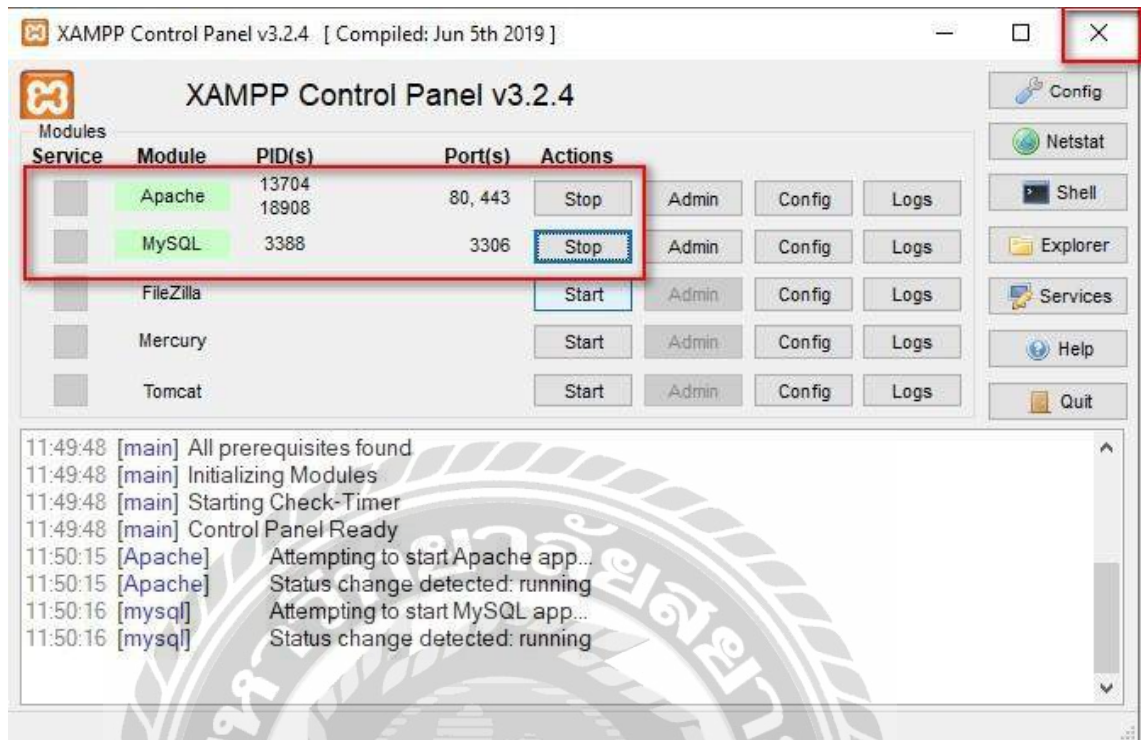 XAMPP Control Panel v3.2.4 [ Compiled: Jun 5th 2019 ]
XAMPP Control Panel v3.2.4
Config
Modules
Service Module PID(s) Port(s) Actions
Netstat
Apache 13704 18908 80, 443 Stop Admin Config Logs
Shell
MySQL 3388 3306 Stop Admin Config Logs
Explorer
FileZilla Start Admin Config Logs
Services
Mercury Start Admin Config Logs
Help
Tomcat Start Admin Config Logs
Quit
11:49:48 [main] All prerequisites found
11:49:48 [main] Initializing Modules
11:49:48 [main] Starting Check-Timer
11:49:48 [main] Control Panel Ready
11:50:15 [Apache] Attempting to start Apache app...
11:50:15 [Apache] Status change detected: running
11:50:16 [mysql] Attempting to start MySQL app...
11:50:16 [mysql] Status change detected: running